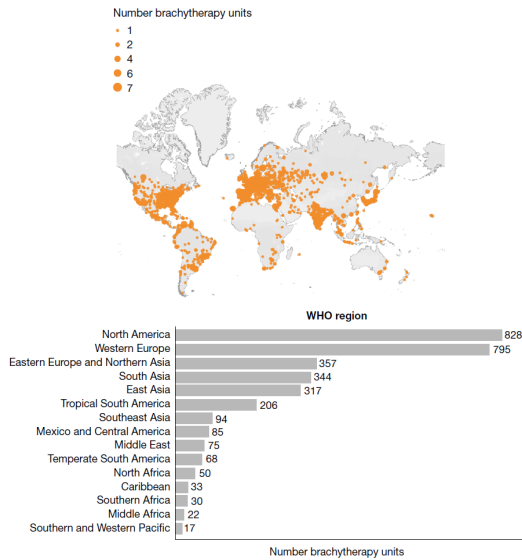 Number brachytherapy units
1
2
4
6
7
WHO region
North America 828
Western Europe 795
Eastern Europe and Northern Asia 357
South Asia 344
East Asia 317
Tropical South America 206
Southeast Asia 94
Mexico and Central America 85
Middle East 75
Temperate South America 68
North Africa 50
Caribbean 33
Southern Africa 30
Middle Africa 22
Southern and Western Pacific 17
Number brachytherapy units